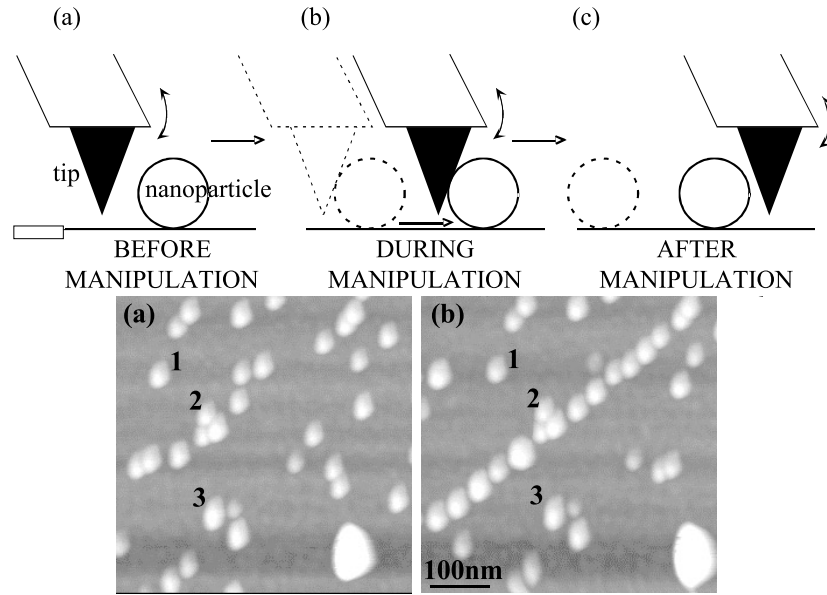 (a) (b) (c)
tip nanoparticle
BEFORE DURING AFTER
MANIPULATION MANIPULATION MANIPULATION
(a) (b)
1 1
2 2
3 3
100nm